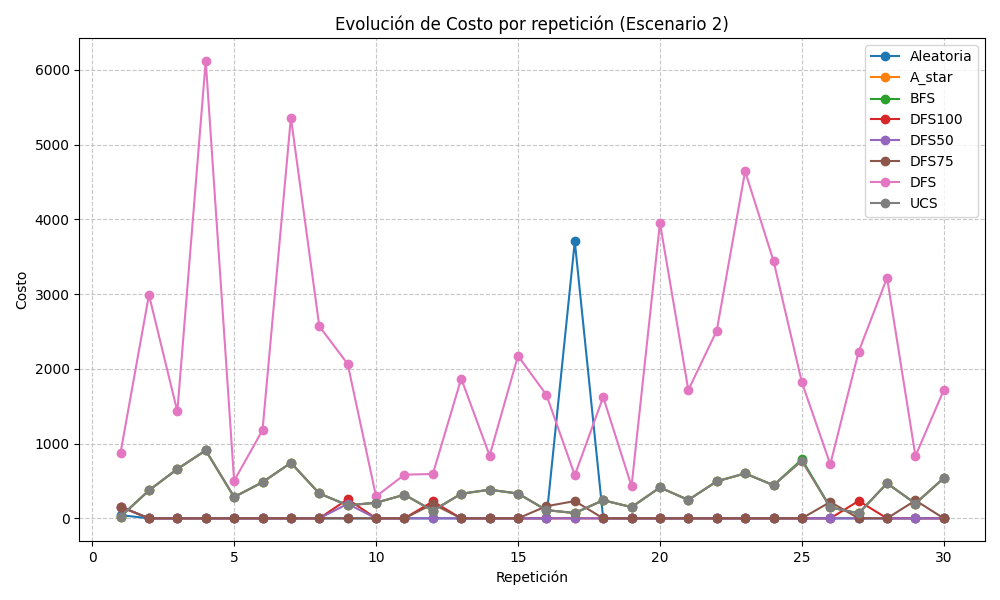 Evolución de Costo por repetición (Escenario 2)
Costo
6000
5000
4000
3000
2000
1000
0
Aleatoria
A_star
BFS
DFS100
DFS50
DFS75
DFS
UCS
0 5 10 15 20 25 30
Repetición